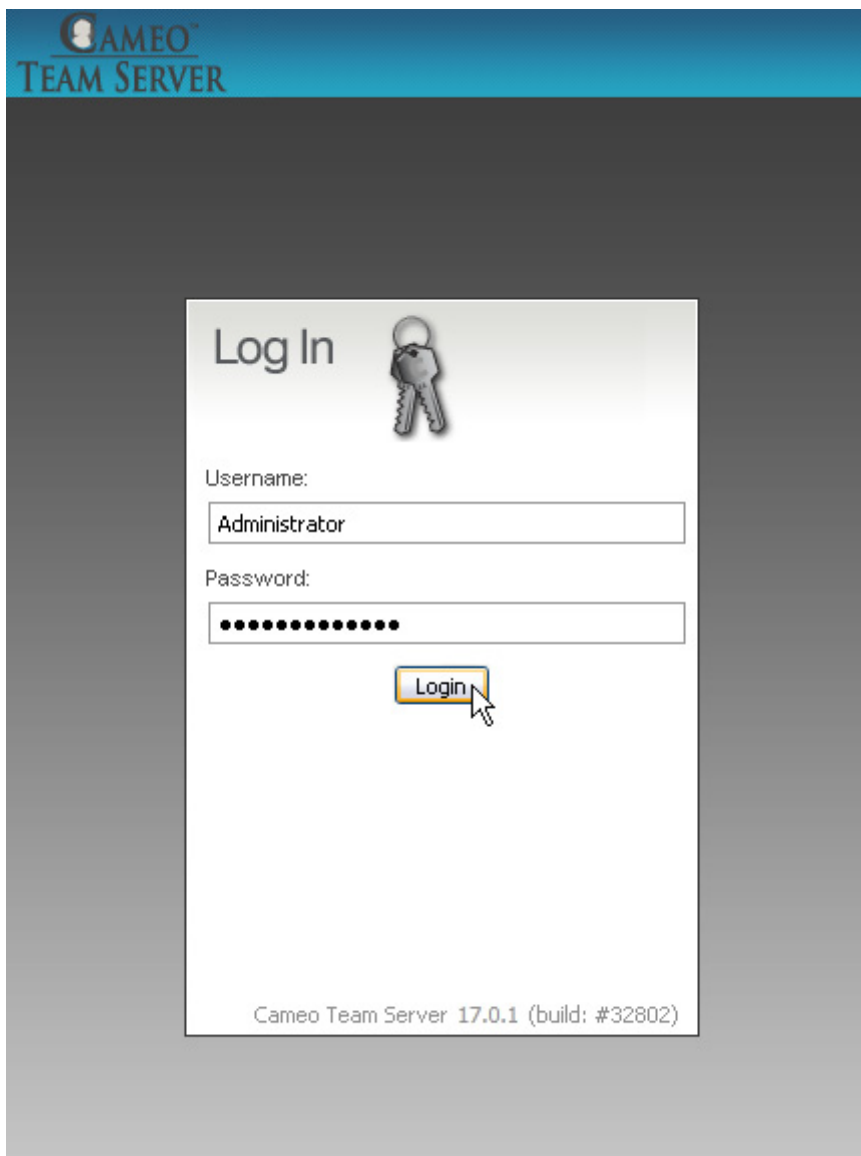 CAMEO™
TEAM SERVER
Log In
Username:
Administrator
Password:
●●●●●●●●●●●●●
Login
Cameo Team Server 17.0.1 (build: #32802)